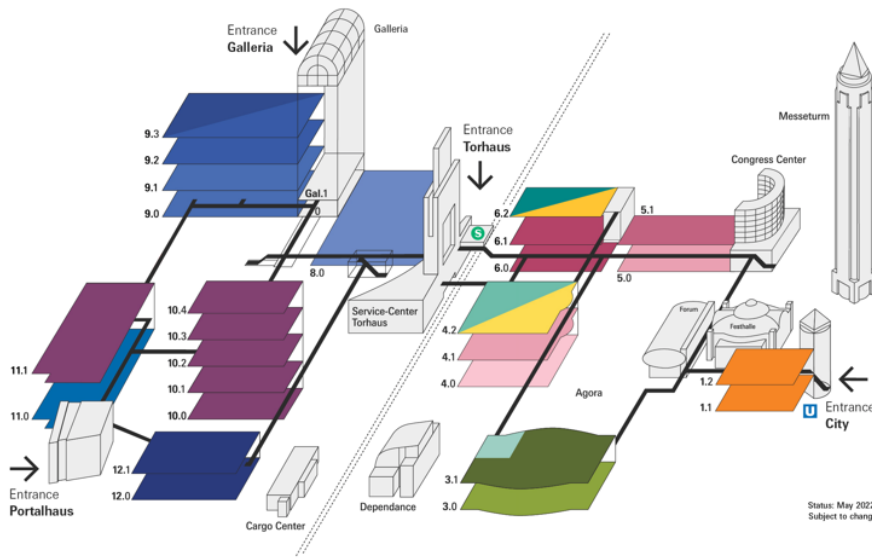 Entrance
Galleria
Galleria
Messeturm
Entrance
Torhaus
Congress Center
9.3
9.2
9.1
9.0
Gal.1
0
8.0
S
6.2
6.1
6.0
5.1
5.0
Service-Center
Torhaus
10.4
10.3
10.2
10.1
10.0
11.1
11.0
4.2
4.1
4.0
Forum
Festhalle
1.2
1.1
Agora
U
Entrance
City
12.1
12.0
Entrance
Portalhaus
Cargo Center
Dependance
3.1
3.0
Status: May 2022
Subject to chang